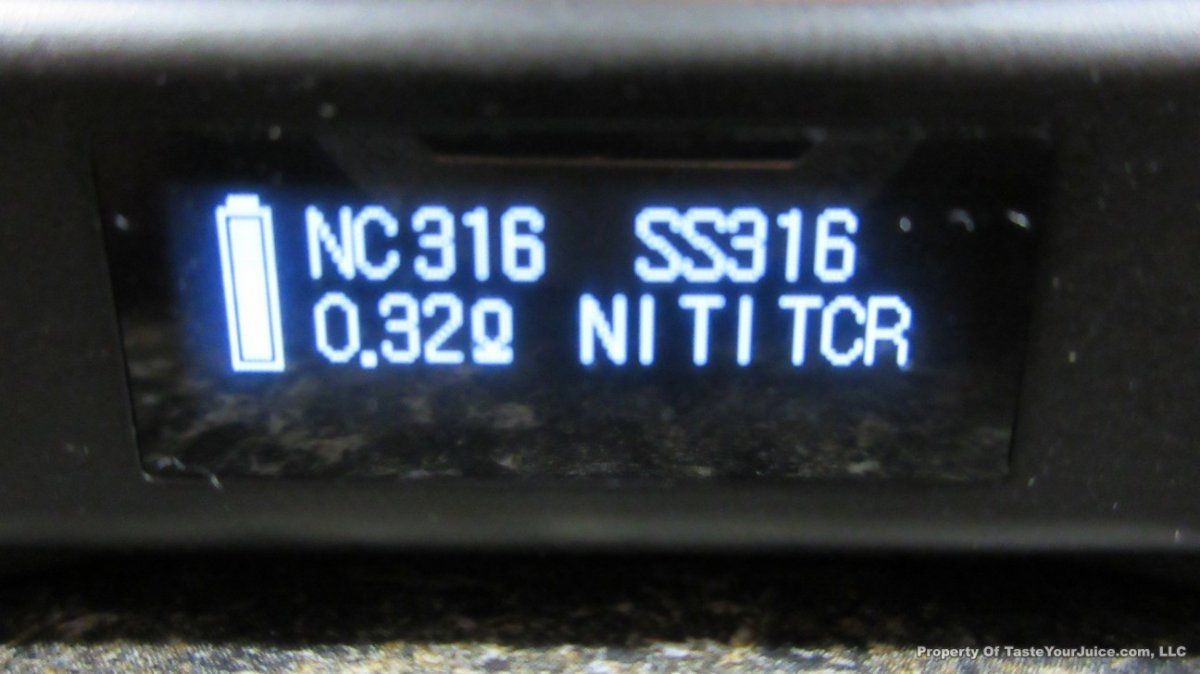 NC316 SS316
0.32Ω NI TI TCR
Property Of TasteYourJuice.com, LLC